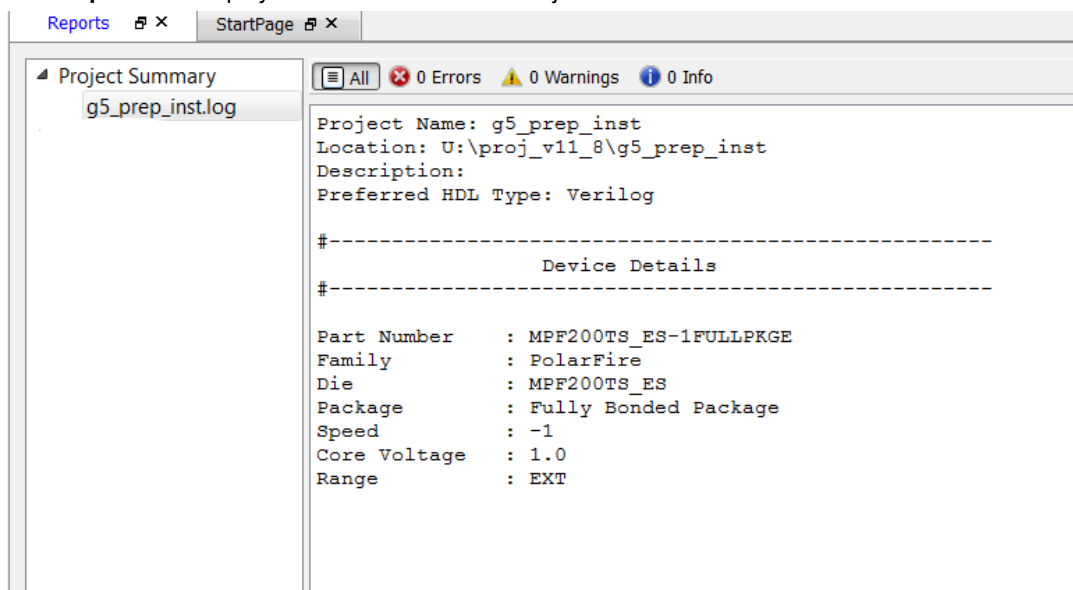 Reports
StartPage
Project Summary
g5_prep_inst.log
All 0 Errors 0 Warnings 0 Info
Project Name: g5_prep_inst
Location: U:\proj_v11_8\g5_prep_inst
Description:
Preferred HDL Type: Verilog
#-----------------------------------------------------
Device Details
#-----------------------------------------------------
Part Number : MPF200TS_ES-1FULLPKGE
Family : PolarFire
Die : MPF200TS_ES
Package : Fully Bonded Package
Speed : -1
Core Voltage : 1.0
Range : EXT